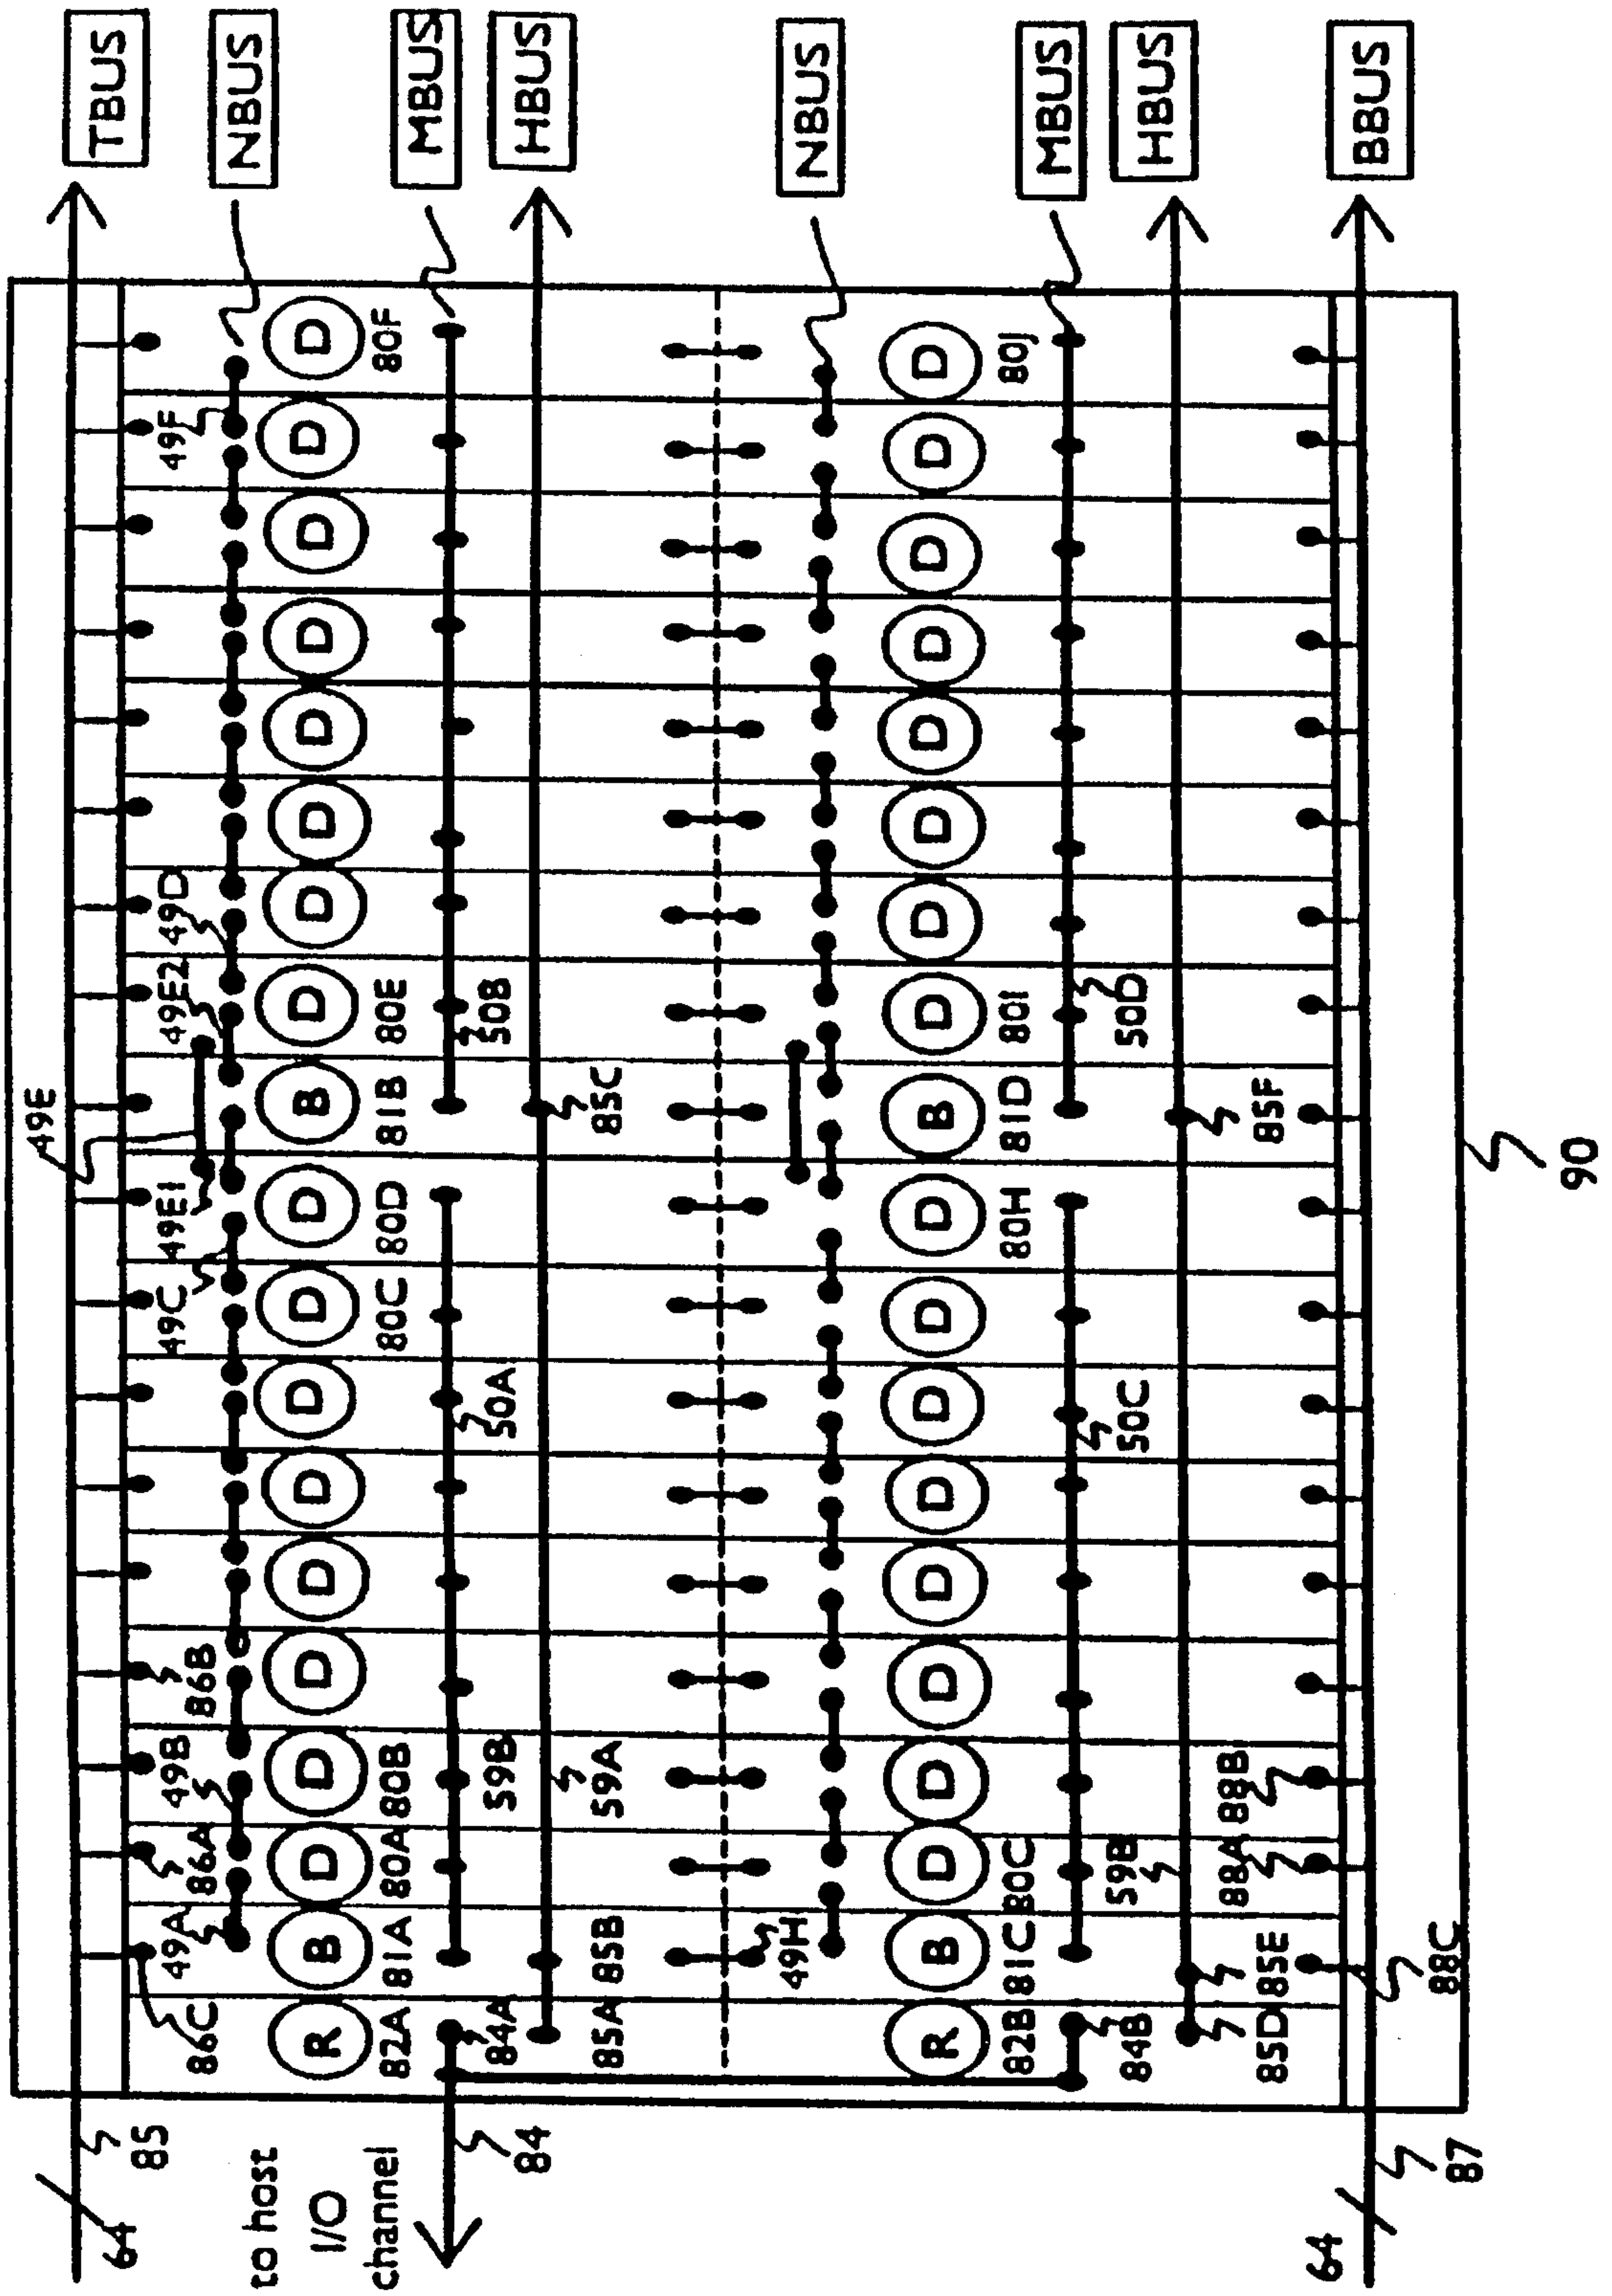 49E
64 85 TBUS
86C 49A 86A 49B 86B 49C 49E1 49E2 49D 49F
NBUS
to host
I/O
channel
R B D D D D D D D D B D D D D D D D D
82A 81A 80A 80B 80C 80D 81B 80E 80F
MBUS
84 84A 59B 50A 50B
HBUS
85A 85B 59A 85C
49H
NBUS
R B D D D D D D D D B D D D D D D D D
82B 81C 80C 80H 81D 80I 80J
MBUS
84B 59B 50C 50D
HBUS
85D 85E 88A 88B 85F
64 BBUS
87 88C
90